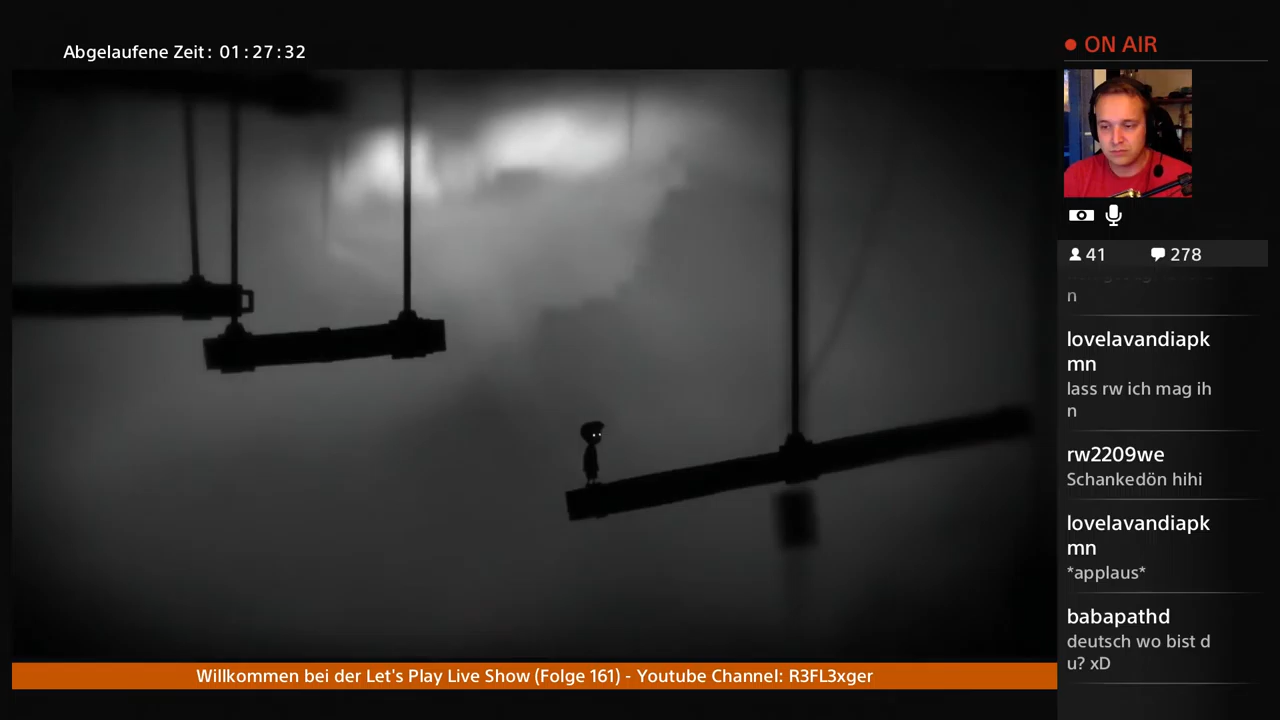 Abgelaufene Zeit: 01:27:32
ON AIR
41 278
n
lovelavandiapk
mn
lass rw ich mag ih
n
rw2209we
Schankedön hihi
lovelavandiapk
mn
*applaus*
babapathd
deutsch wo bist d
u? xD
Willkommen bei der Let's Play Live Show (Folge 161) - Youtube Channel: R3FL3xger